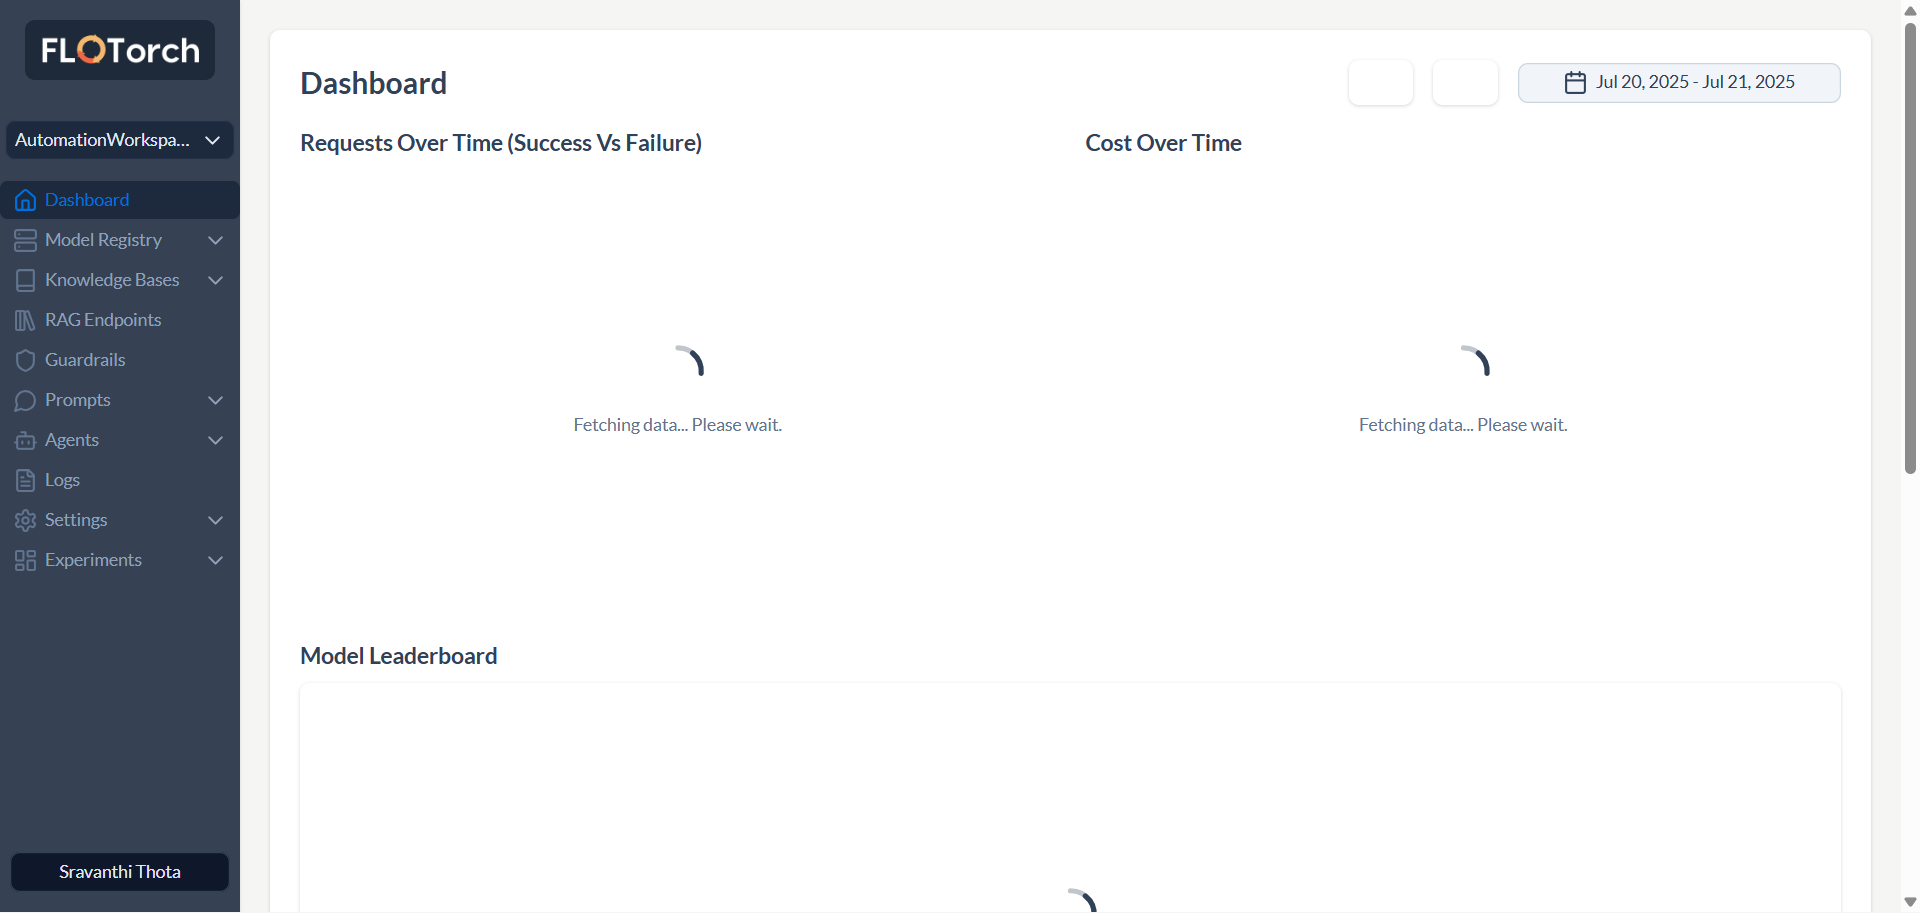 FLOTorch
AutomationWorkspa...
Dashboard
Model Registry
Knowledge Bases
RAG Endpoints
Guardrails
Prompts
Agents
Logs
Settings
Experiments
Sravanthi Thota
Dashboard
Jul 20, 2025 - Jul 21, 2025
Requests Over Time (Success Vs Failure)
Cost Over Time
Fetching data... Please wait.
Fetching data... Please wait.
Model Leaderboard